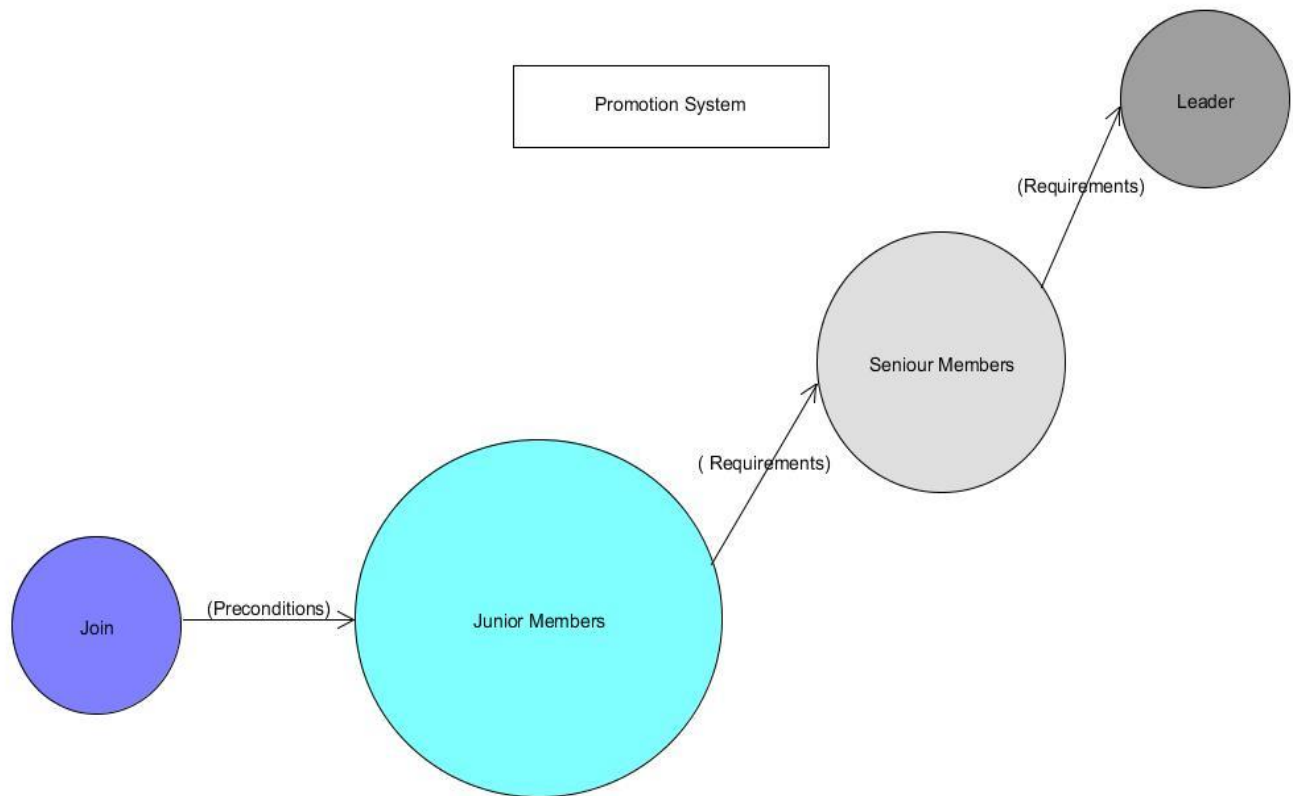 Promotion System
Leader
(Requirements)
Seniour Members
( Requirements)
(Preconditions)
Join
Junior Members